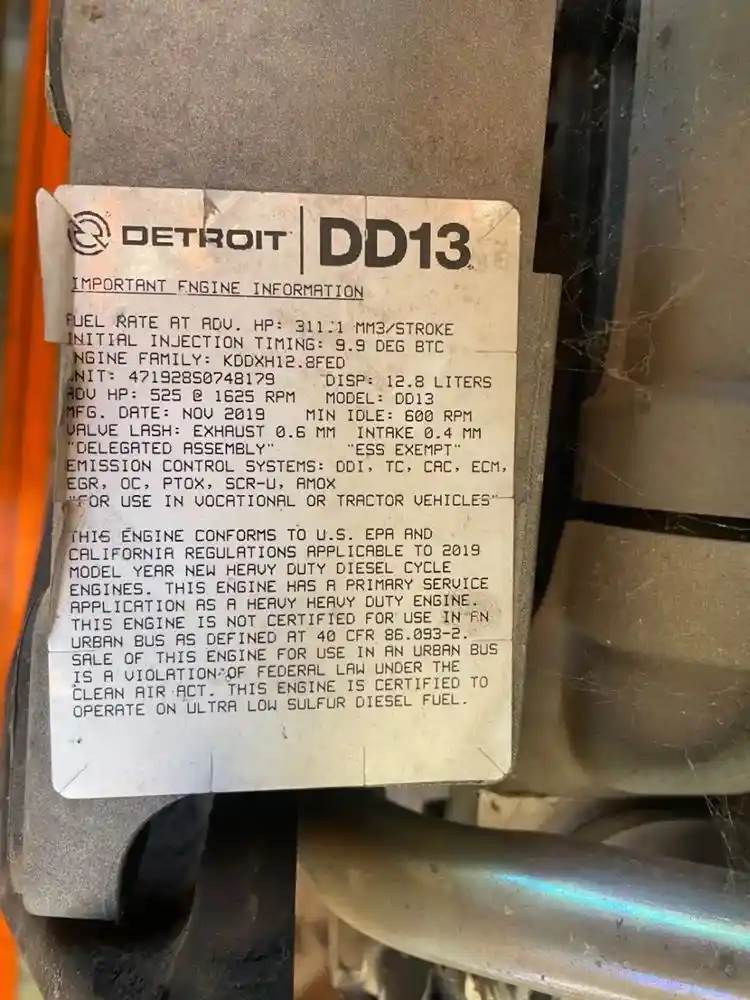 DETROIT DD13
IMPORTANT ENGINE INFORMATION
FUEL RATE AT ADV. HP: 311.1 MM3/STROKE
INITIAL INJECTION TIMING: 9.9 DEG BTC
ENGINE FAMILY: KDDXH12.8FED
UNIT: 471928S0748179 DISP: 12.8 LITERS
ADV HP: 525 @ 1625 RPM MODEL: DD13
MFG. DATE: NOV 2019 MIN IDLE: 600 RPM
VALVE LASH: EXHAUST 0.6 MM INTAKE 0.4 MM
"DELEGATED ASSEMBLY" "ESS EXEMPT"
EMISSION CONTROL SYSTEMS: DDI, TC, CAC, ECM,
EGR, OC, PTOX, SCR-U, AMOX
"FOR USE IN VOCATIONAL OR TRACTOR VEHICLES"
THIS ENGINE CONFORMS TO U.S. EPA AND
CALIFORNIA REGULATIONS APPLICABLE TO 2019
MODEL YEAR NEW HEAVY DUTY DIESEL CYCLE
ENGINES. THIS ENGINE HAS A PRIMARY SERVICE
APPLICATION AS A HEAVY HEAVY DUTY ENGINE.
THIS ENGINE IS NOT CERTIFIED FOR USE IN AN
URBAN BUS AS DEFINED AT 40 CFR 86.093-2.
SALE OF THIS ENGINE FOR USE IN AN URBAN BUS
IS A VIOLATION OF FEDERAL LAW UNDER THE
CLEAN AIR ACT. THIS ENGINE IS CERTIFIED TO
OPERATE ON ULTRA LOW SULFUR DIESEL FUEL.